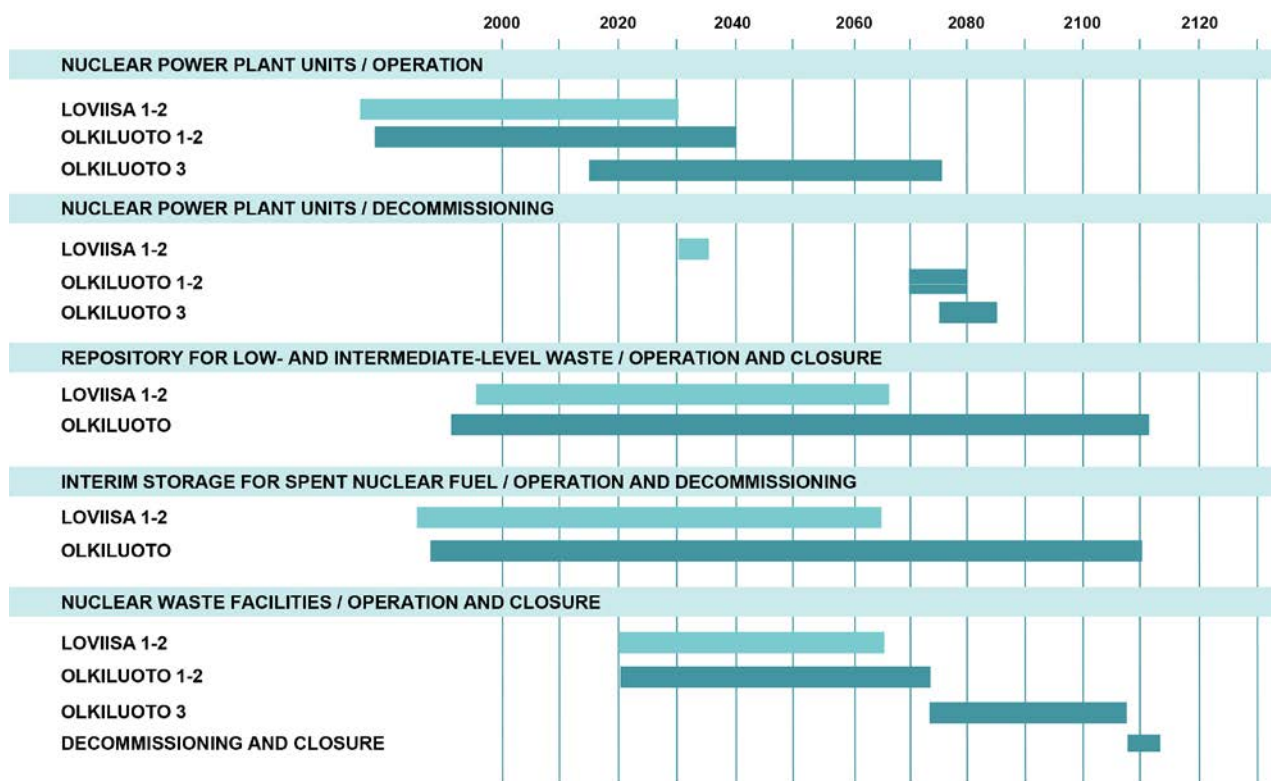 2000 2020 2040 2060 2080 2100 2120
NUCLEAR POWER PLANT UNITS / OPERATION
LOVIISA 1-2
OLKILUOTO 1-2
OLKILUOTO 3
NUCLEAR POWER PLANT UNITS / DECOMMISSIONING
LOVIISA 1-2
OLKILUOTO 1-2
OLKILUOTO 3
REPOSITORY FOR LOW- AND INTERMEDIATE-LEVEL WASTE / OPERATION AND CLOSURE
LOVIISA 1-2
OLKILUOTO
INTERIM STORAGE FOR SPENT NUCLEAR FUEL / OPERATION AND DECOMMISSIONING
LOVIISA 1-2
OLKILUOTO
NUCLEAR WASTE FACILITIES / OPERATION AND CLOSURE
LOVIISA 1-2
OLKILUOTO 1-2
OLKILUOTO 3
DECOMMISSIONING AND CLOSURE